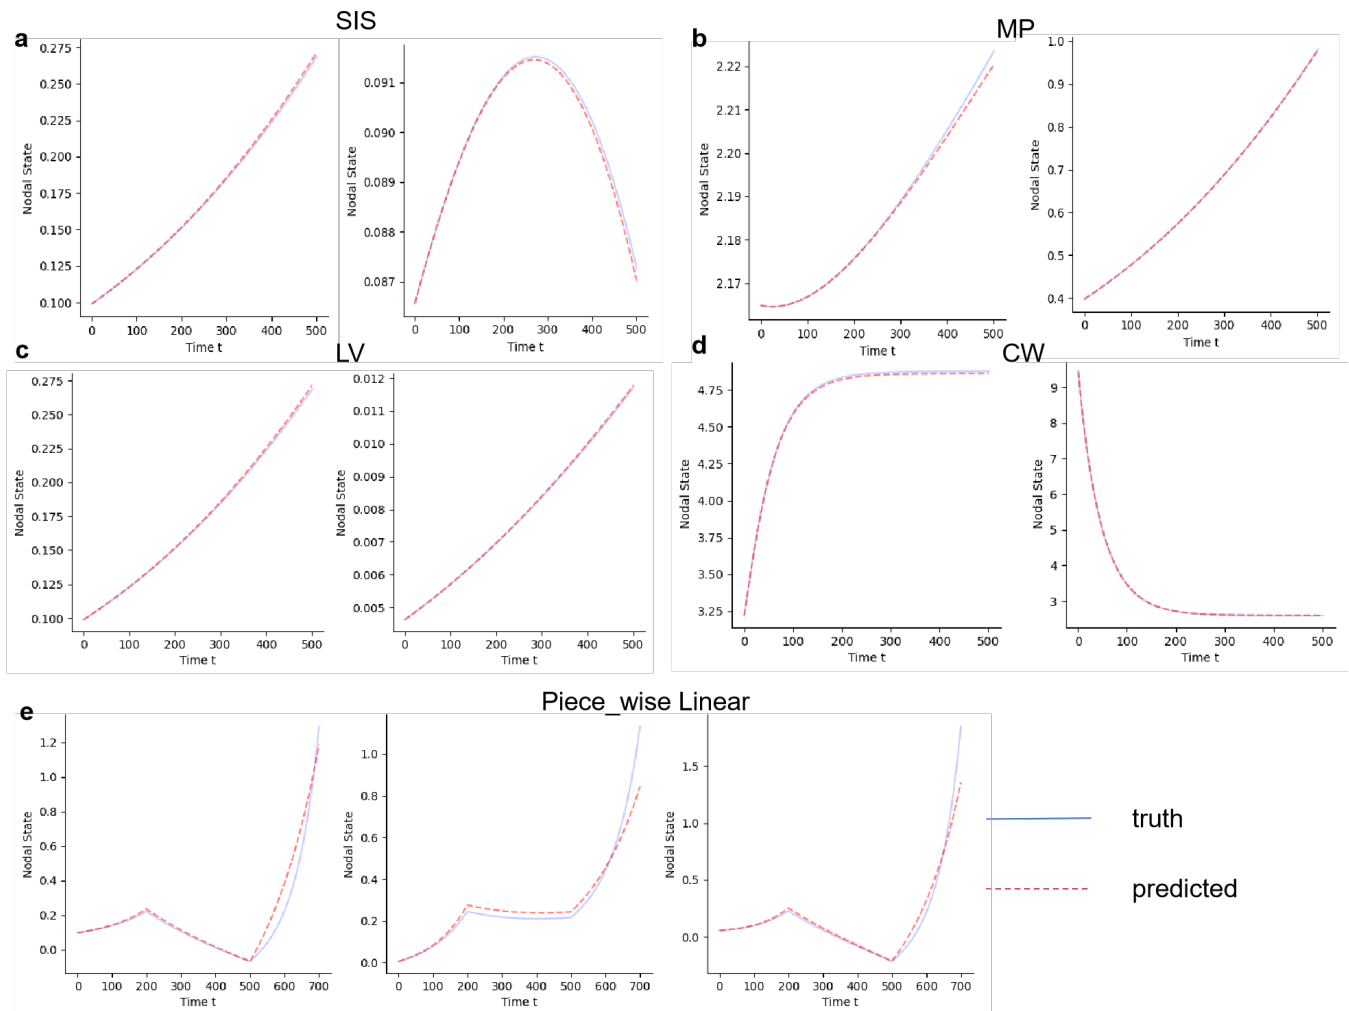 SIS
a
0.275
0.250
0.225
0.200
0.175
0.150
0.125
0.100
Nodal State
0 100 200 300 400 500
Time t
0.091
0.090
0.089
0.088
0.087
Nodal State
0 100 200 300 400 500
Time t
MP
b
2.22
2.21
2.20
2.19
2.18
2.17
Nodal State
0 100 200 300 400 500
Time t
1.0
0.9
0.8
0.7
0.6
0.5
0.4
Nodal State
0 100 200 300 400 500
Time t
c
LV
0.275
0.250
0.225
0.200
0.175
0.150
0.125
0.100
Nodal State
0 100 200 300 400 500
Time t
0.012
0.011
0.010
0.009
0.008
0.007
0.006
0.005
Nodal State
0 100 200 300 400 500
Time t
d
CW
4.75
4.50
4.25
4.00
3.75
3.50
3.25
Nodal State
0 100 200 300 400 500
Time t
9
8
7
6
5
4
3
Nodal State
0 100 200 300 400 500
Time t
Piece_wise Linear
e
1.2
1.0
0.8
0.6
0.4
0.2
0.0
Nodal State
0 100 200 300 400 500 600 700
Time t
1.0
0.8
0.6
0.4
0.2
0.0
Nodal State
0 100 200 300 400 500 600 700
Time t
1.5
1.0
0.5
0.0
Nodal State
0 100 200 300 400 500 600 700
Time t
truth
predicted